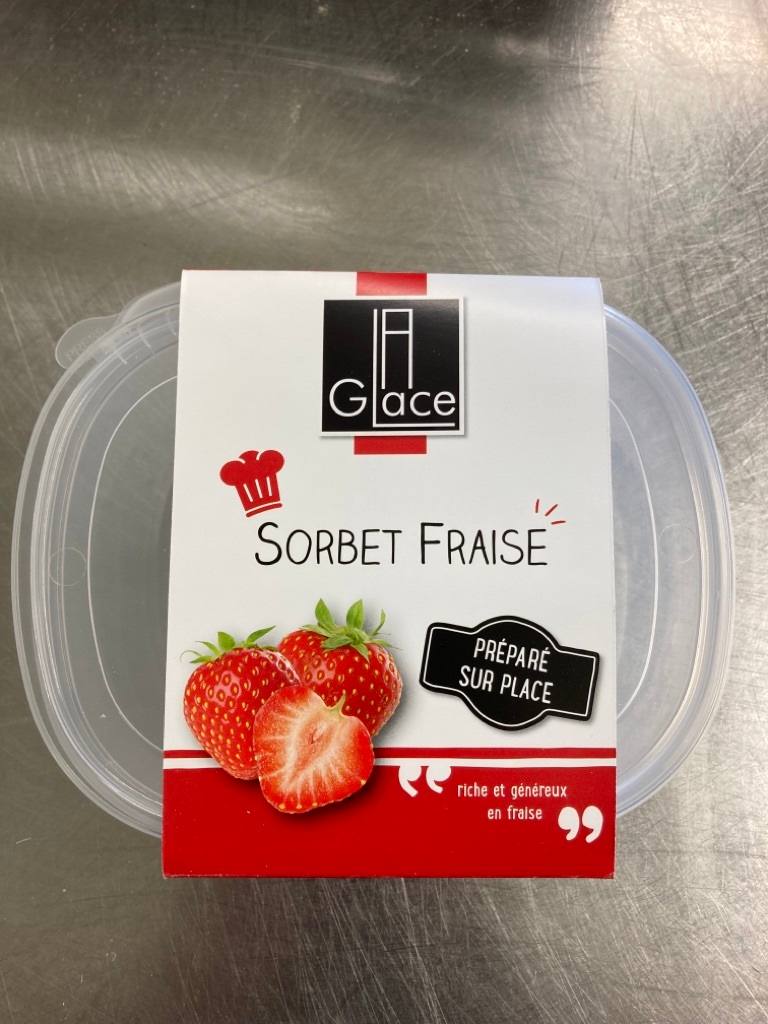 LA
Glace
SORBET FRAISE
PRÉPARÉ
SUR PLACE
riche et généreux
en fraise